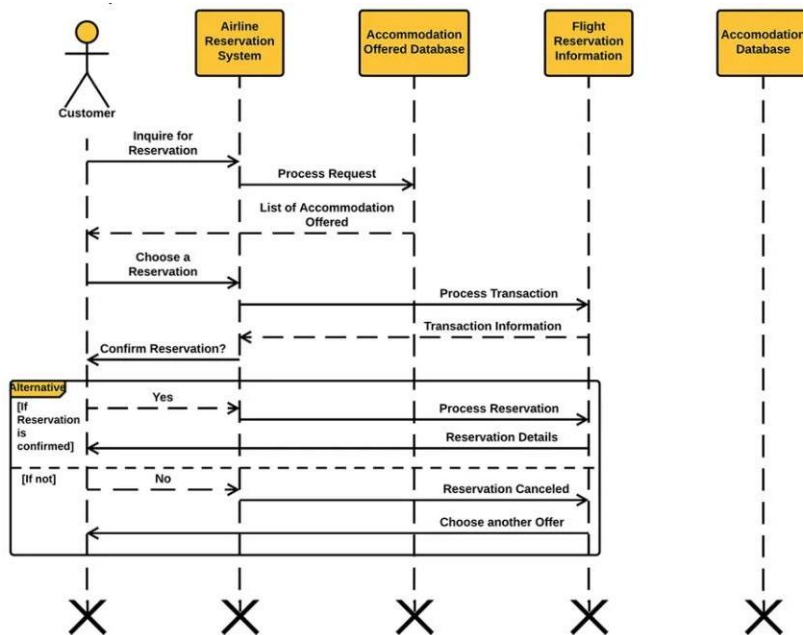 Airline
Reservation
System
Accommodation
Offered Database
Flight
Reservation
Information
Accomodation
Database
Customer
Inquire for
Reservation
Process Request
List of Accommodation
Offered
Choose a
Reservation
Process Transaction
Transaction Information
Confirm Reservation?
Alternative
[If
Reservation
is
confirmed]
Yes
Process Reservation
Reservation Details
[If not]
No
Reservation Canceled
Choose another Offer